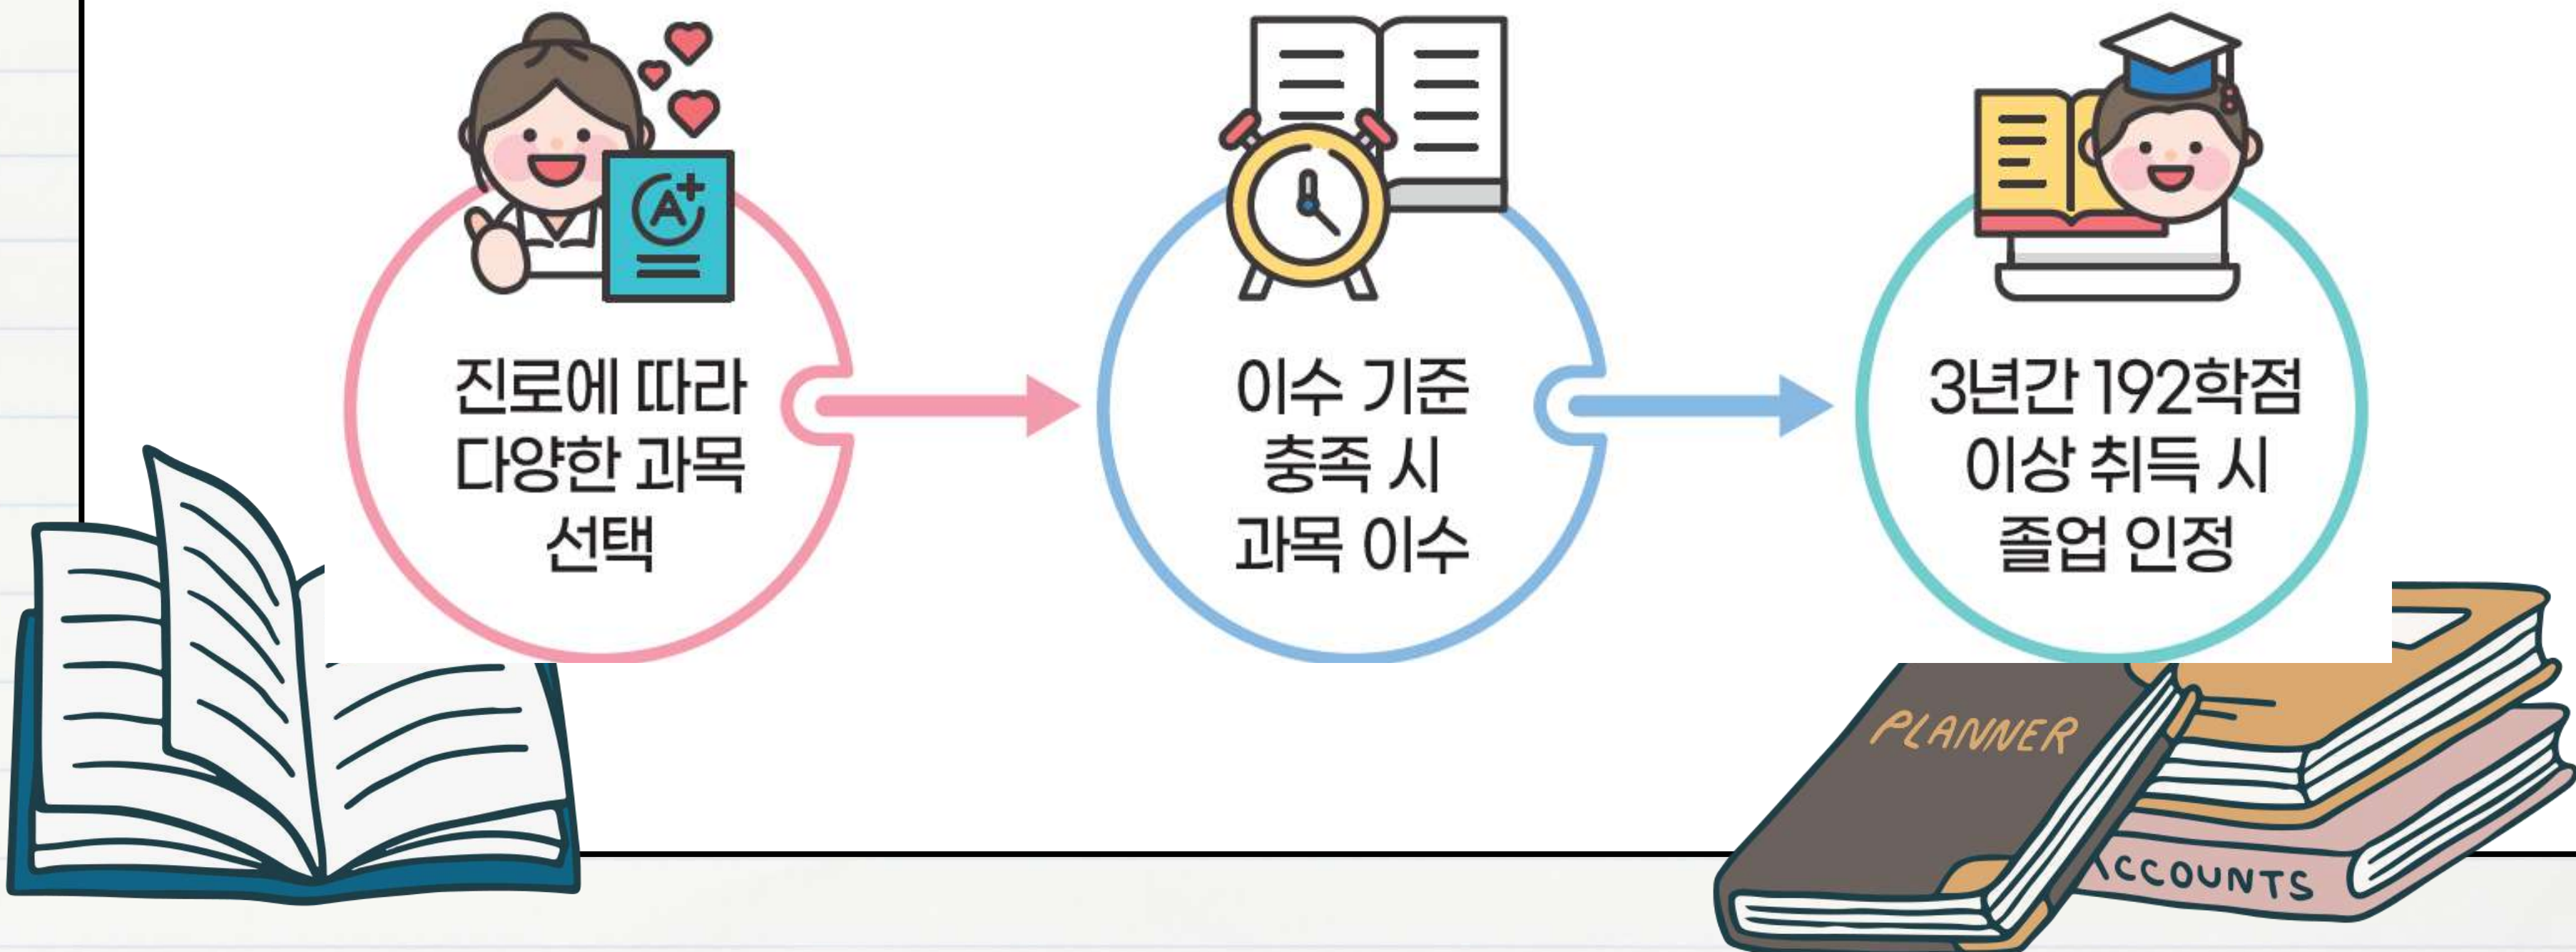 진로에 따라
다양한 과목
선택
이수 기준
충족 시
과목 이수
3년간 192학점
이상 취득 시
졸업 인정
A+
PLANNER
ACCOUNTS